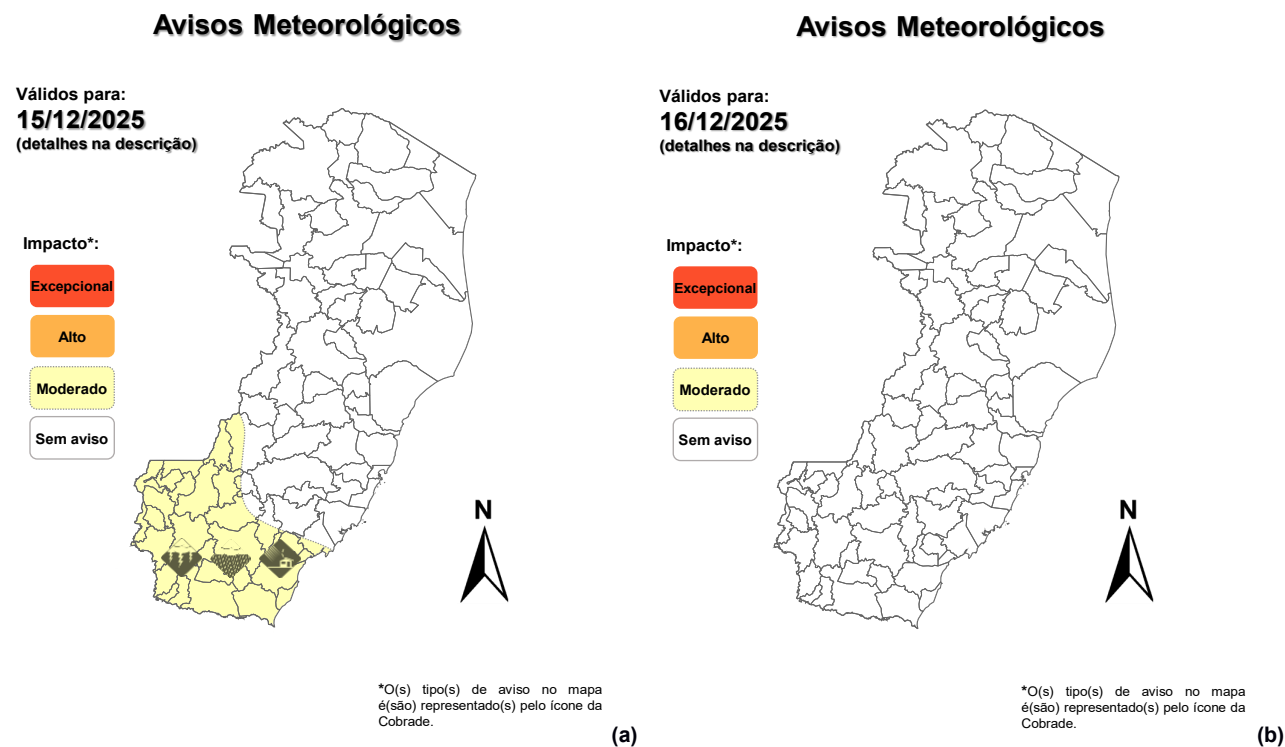 Avisos Meteorológicos
Válidos para:
15/12/2025
(detalhes na descrição)
Impacto*:
Excepcional
Alto
Moderado
Sem aviso
N
*O(s) tipo(s) de aviso no mapa
é(são) representado(s) pelo ícone da
Cobrade.
(a)
Avisos Meteorológicos
Válidos para:
16/12/2025
(detalhes na descrição)
Impacto*:
Excepcional
Alto
Moderado
Sem aviso
N
*O(s) tipo(s) de aviso no mapa
é(são) representado(s) pelo ícone da
Cobrade.
(b)